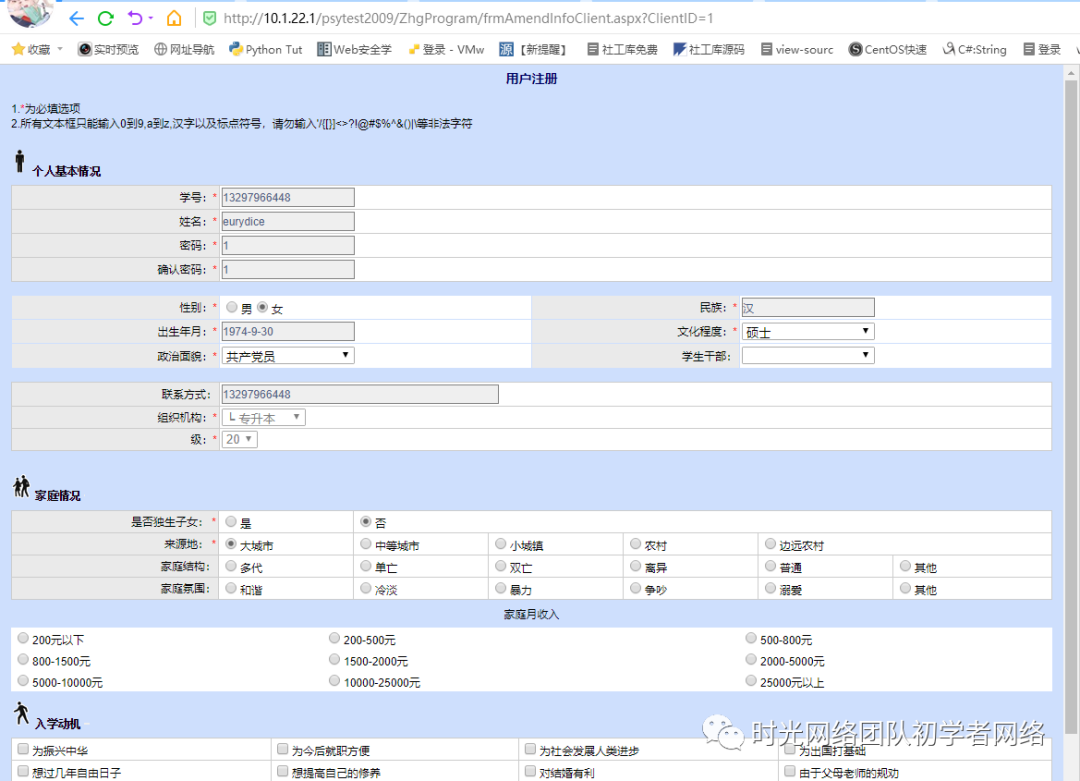 http://10.1.22.1/psytest2009/ZhgProgram/frmAmendInfoClient.aspx?ClientID=1
收藏 实时预览 网址导航 Python Tut Web安全学 登录 - VMw 源【新提醒】 社工库免费 社工库源码 view-sourc CentOS快速 C#:String 登录
用户注册
1.*为必填选项
2.所有文本框只能输入0到9,a到z,汉字以及标点符号，请勿输入'/{[}]<>?!@#$%^&()|\等非法字符
个人基本情况
学号：* 13297966448
姓名：* eurydice
密码：* 1
确认密码：* 1
性别：* 男 女 民族：* 汉
出生年月：* 1974-9-30 文化程度：* 硕士
政治面貌：* 共产党员 学生干部：
联系方式： 13297966448
组织机构：* └ 专升本
级：* 20
家庭情况
是否独生子女：* 是 否
来源地：* 大城市 中等城市 小城镇 农村 边远农村
家庭结构： 多代 单亡 双亡 离异 普通 其他
家庭氛围： 和谐 冷淡 暴力 争吵 溺爱 其他
家庭月收入
200元以下 200-500元 500-800元
800-1500元 1500-2000元 2000-5000元
5000-10000元 10000-25000元 25000元以上
入学动机
为振兴中华 为今后就职方便 为社会发展人类进步 为出国打基础
想过几年自由日子 想提高自己的修养 对结婚有利 由于父母老师的规劝
时光网络团队初学者网络